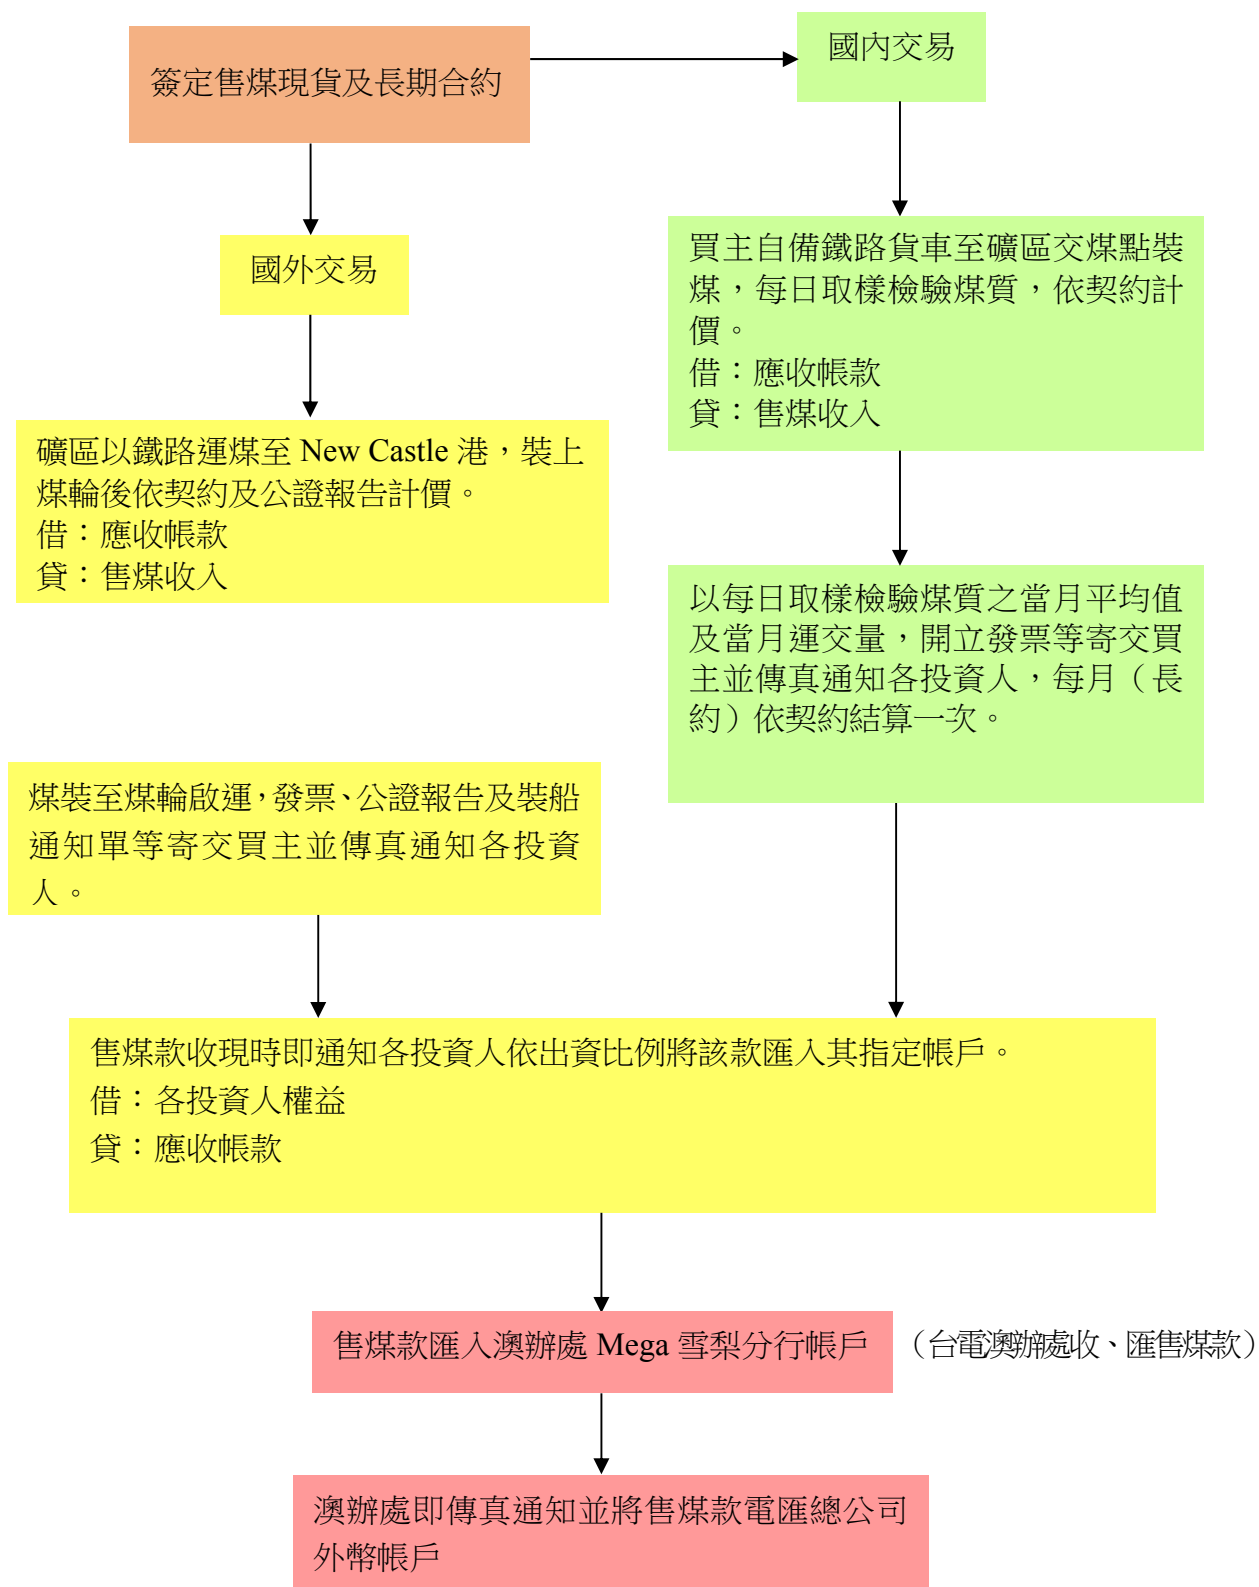 簽定售煤現貨及長期合約
國內交易
國外交易
買主自備鐵路貨車至礦區交煤點裝
煤，每日取樣檢驗煤質，依契約計
價。
借：應收帳款
貸：售煤收入
礦區以鐵路運煤至 New Castle 港，裝上
煤輪後依契約及公證報告計價。
借：應收帳款
貸：售煤收入
以每日取樣檢驗煤質之當月平均值
及當月運交量，開立發票等寄交買
主並傳真通知各投資人，每月（長
約）依契約結算一次。
煤裝至煤輪啟運，發票、公證報告及裝船
通知單等寄交買主並傳真通知各投資
人。
售煤款收現時即通知各投資人依出資比例將該款匯入其指定帳戶。
借：各投資人權益
貸：應收帳款
售煤款匯入澳辦處 Mega 雪梨分行帳戶
（台電澳辦處收、匯售煤款）
澳辦處即傳真通知並將售煤款電匯總公司
外幣帳戶